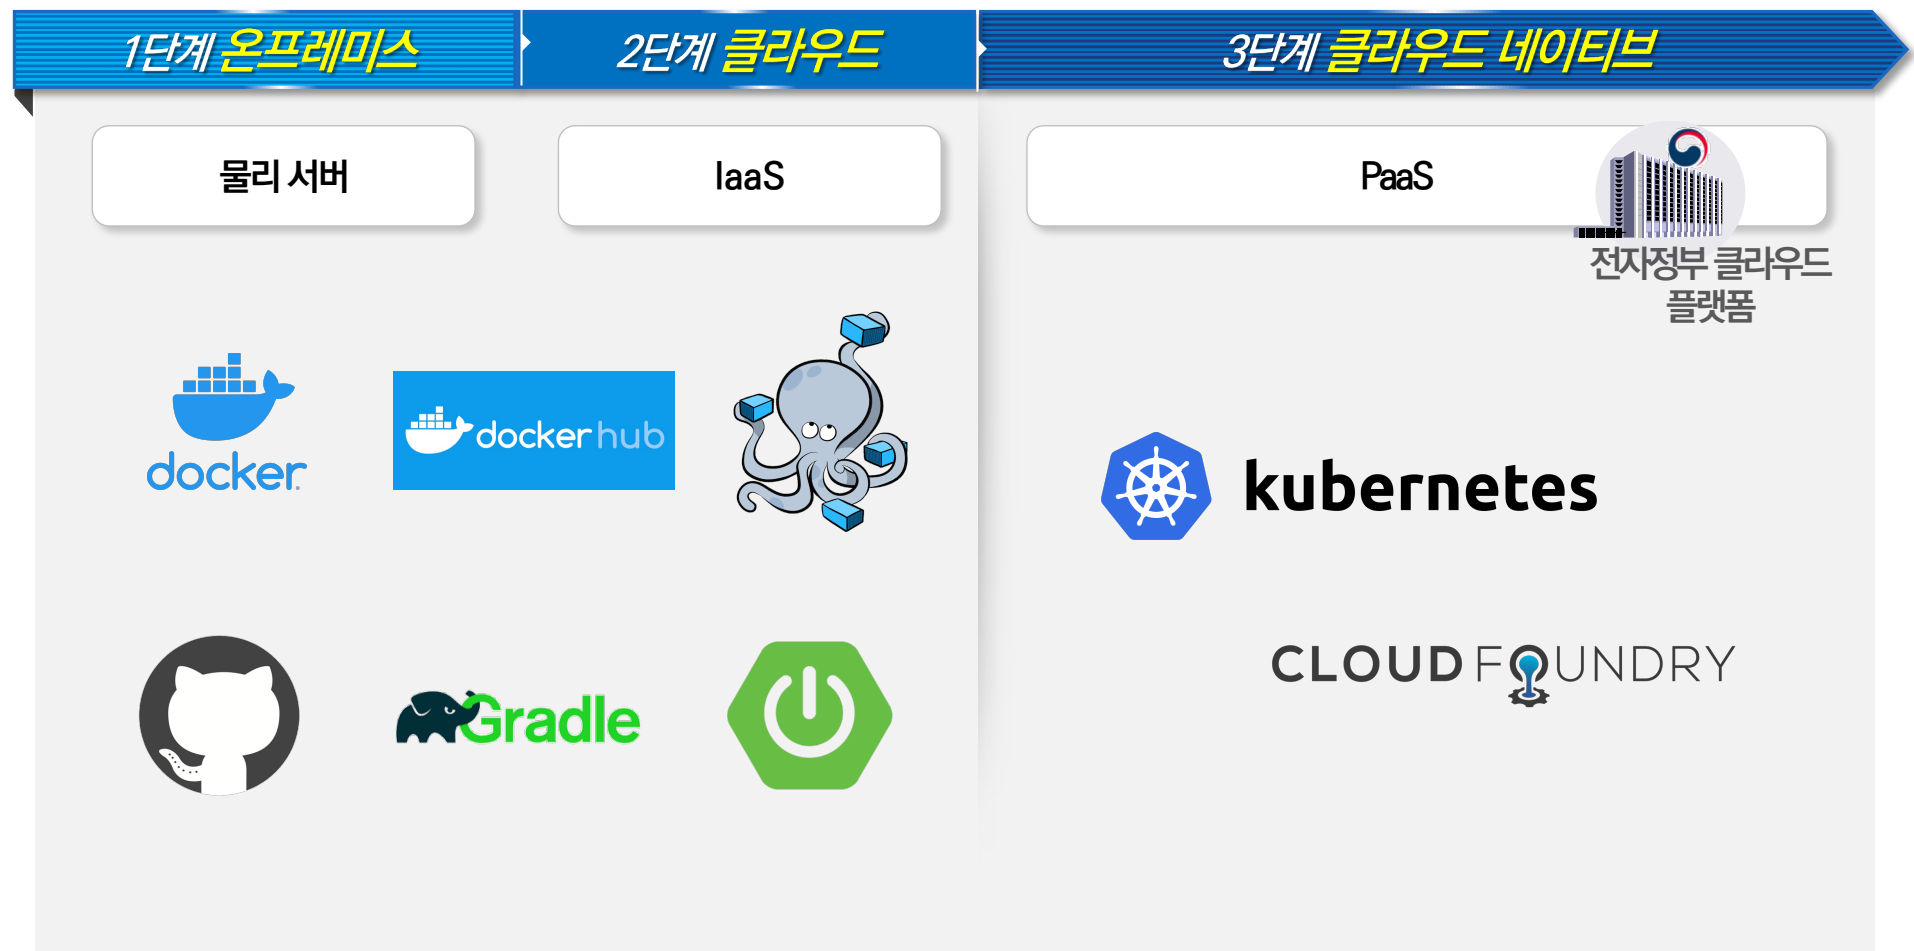 1단계 온프레미스
2단계 클라우드
3단계 클라우드 네이티브
물리 서버
IaaS
PaaS
전자정부 클라우드
플랫폼
docker
dockerhub
kubernetes
CLOUD FOUNDRY
Gradle